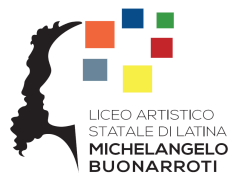 LICEO ARTISTICO
STATALE DI LATINA
MICHELANGELO
BUONARROTI